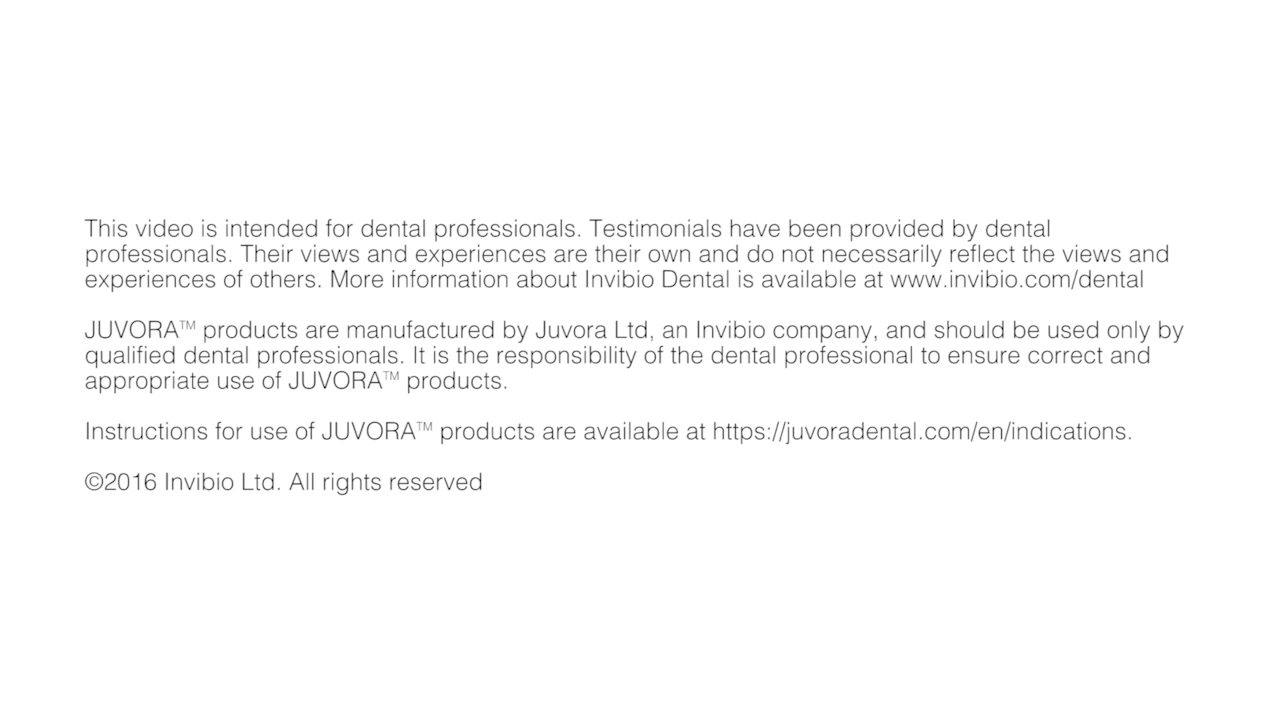 This video is intended for dental professionals. Testimonials have been provided by dental
professionals. Their views and experiences are their own and do not necessarily reflect the views and
experiences of others. More information about Invibio Dental is available at www.invibio.com/dental
JUVORA™ products are manufactured by Juvora Ltd, an Invibio company, and should be used only by
qualified dental professionals. It is the responsibility of the dental professional to ensure correct and
appropriate use of JUVORA™ products.
Instructions for use of JUVORA™ products are available at https://juvoradental.com/en/indications.
©2016 Invibio Ltd. All rights reserved